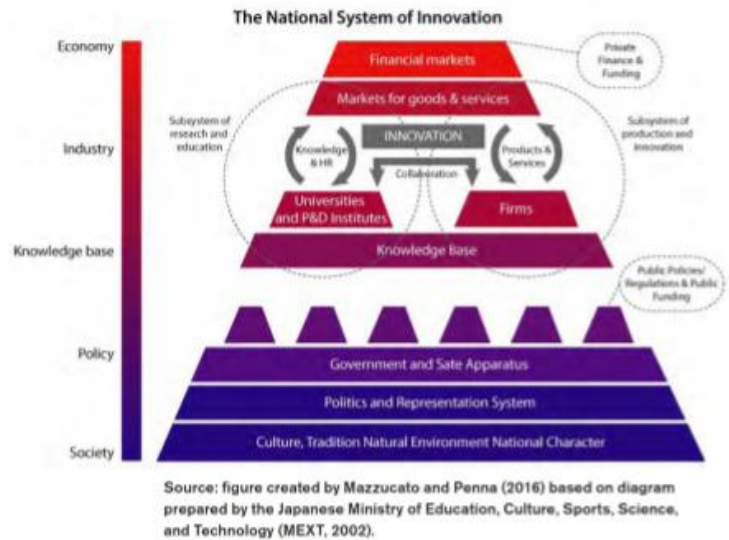 The National System of Innovation
Economy
Industry
Knowledge base
Policy
Society
Financial markets
Private
Finance &
Funding
Markets for goods & services
Subsystem of
research and
education
Knowledge
& HR
INNOVATION
Collaboration
Products &
Services
Subsystem of
production and
innovation
Universities
and P&D Institutes
Firms
Knowledge Base
Public Policies/
Regulations & Public
Funding
Government and Sate Apparatus
Politics and Representation System
Culture, Tradition Natural Environment National Character
Source: figure created by Mazzucato and Penna (2016) based on diagram
prepared by the Japanese Ministry of Education, Culture, Sports, Science,
and Technology (MEXT, 2002).